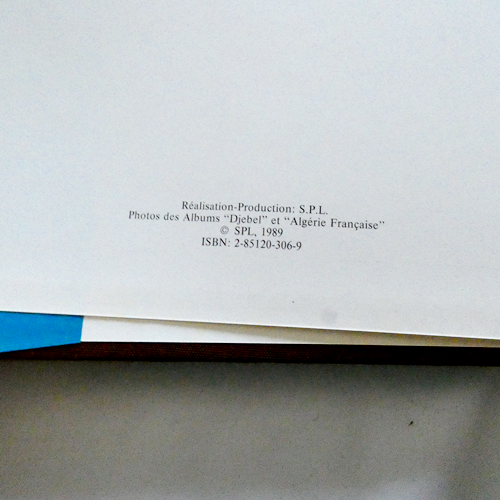 Réalisation-Production: S.P.L.
Photos des Albums “Djebel” et “Algérie Française”
© SPL, 1989
ISBN: 2-85120-306-9